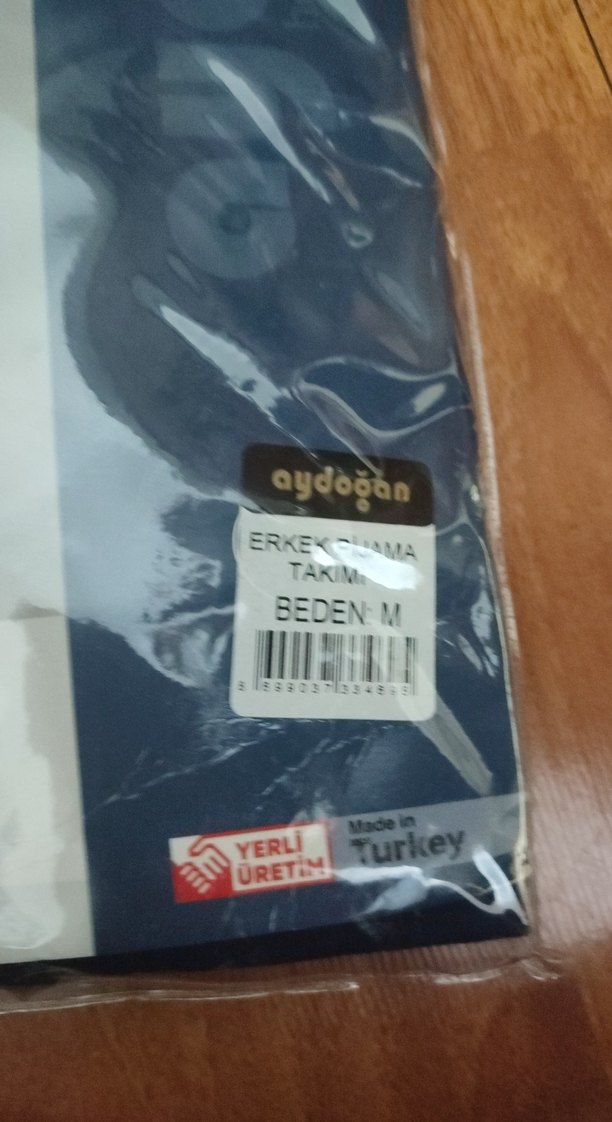 aydoğan
ERKEK PİJAMA
TAKIMI
BEDEN: M
YERLİ
ÜRETİM
Made in
Turkey